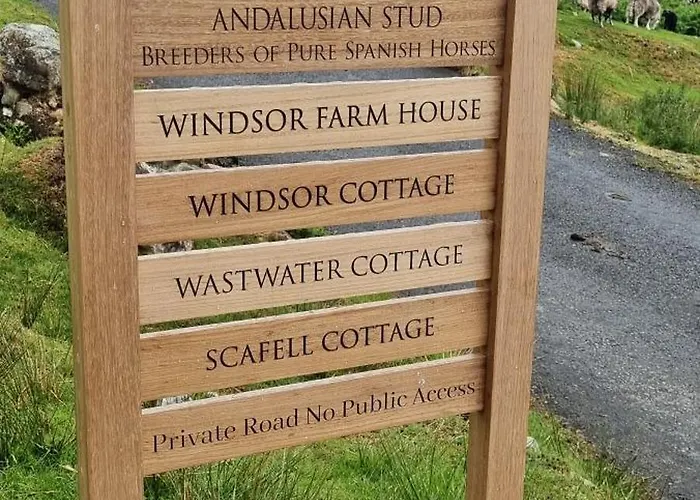 ANDALUSIAN STUD
BREEDERS OF PURE SPANISH HORSES
WINDSOR FARM HOUSE
WINDSOR COTTAGE
WASTWATER COTTAGE
SCAFELL COTTAGE
Private Road No Public Access